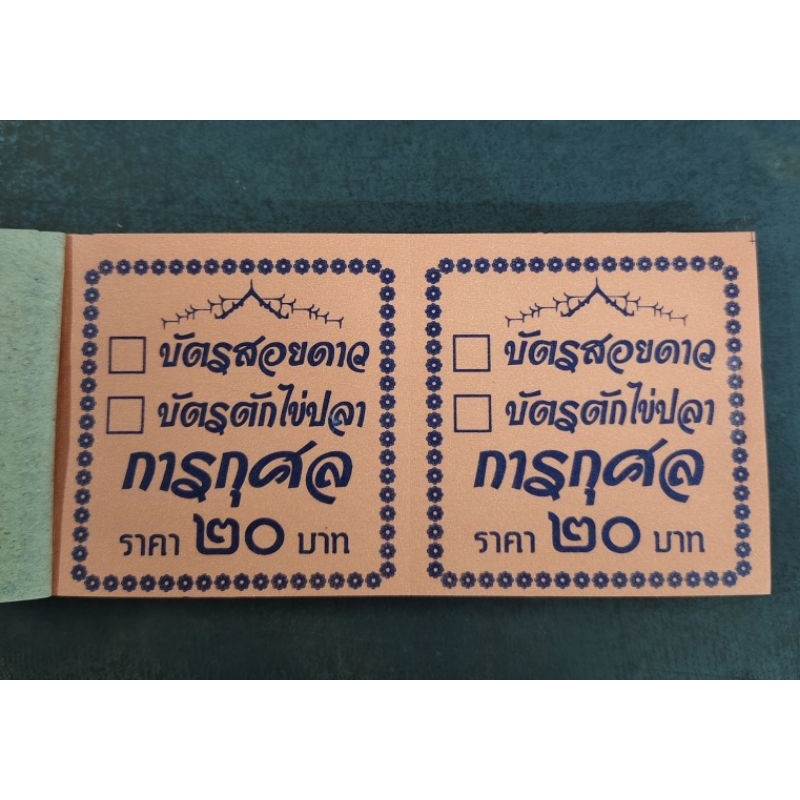 บัตรสอยดาว
บัตรตักไข่ปลา
การกุศล
ราคา ๒๐ บาท
บัตรสอยดาว
บัตรตักไข่ปลา
การกุศล
ราคา ๒๐ บาท